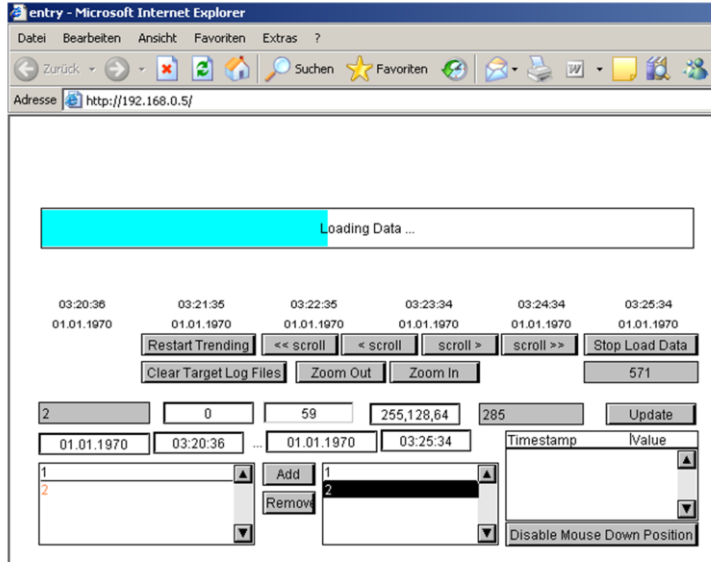 entry - Microsoft Internet Explorer
Datei Bearbeiten Ansicht Favoriten Extras ?
Zurück Suchen Favoriten
Adresse http://192.168.0.5/
Loading Data ...
03:20:36 03:21:35 03:22:35 03:23:34 03:24:34 03:25:34
01.01.1970 01.01.1970 01.01.1970 01.01.1970 01.01.1970 01.01.1970
Restart Trending << scroll < scroll scroll > scroll >> Stop Load Data
Clear Target Log Files Zoom Out Zoom In 571
2 0 59 255,128,64 285 Update
01.01.1970 03:20:36 ... 01.01.1970 03:25:34 Timestamp Value
1 Add 1
2 Remove 2
Disable Mouse Down Position